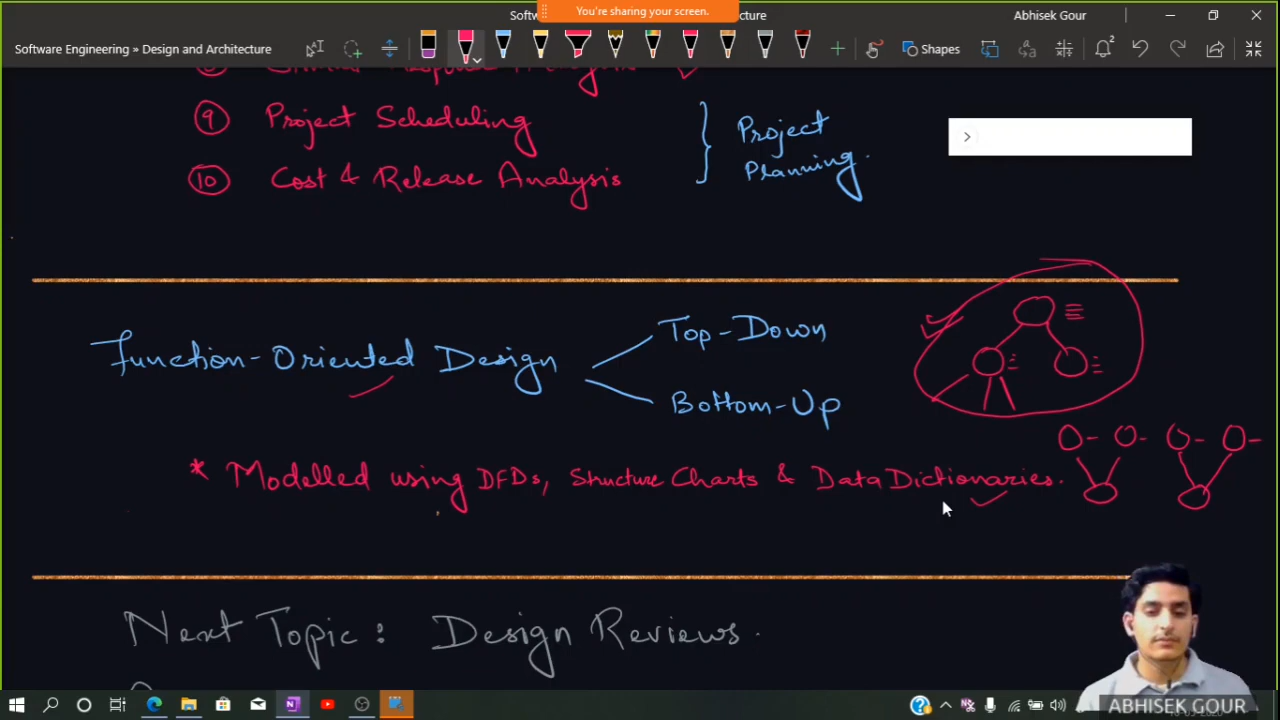 You're sharing your screen.
Abhisek Gour
Software Engineering » Design and Architecture
Shapes
9 Project Scheduling
10 Cost & Release Analysis
Project
Planning.
Function-Oriented Design
Top-Down
Bottom-Up
* Modelled using DFDs, Structure Charts & Data Dictionaries.
Next Topic: Design Reviews.
ABHISEK GOUR